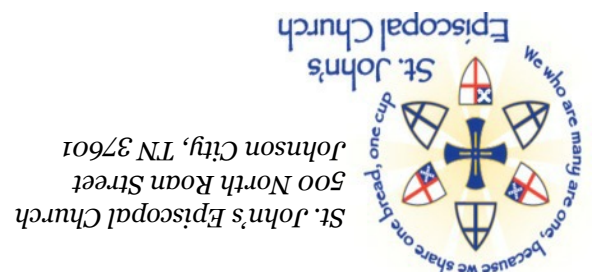 St. John's Episcopal Church
500 North Roan Street
Johnson City, TN 37601
We who are many are one, because we share one bread, one cup
St. John's
Episcopal Church